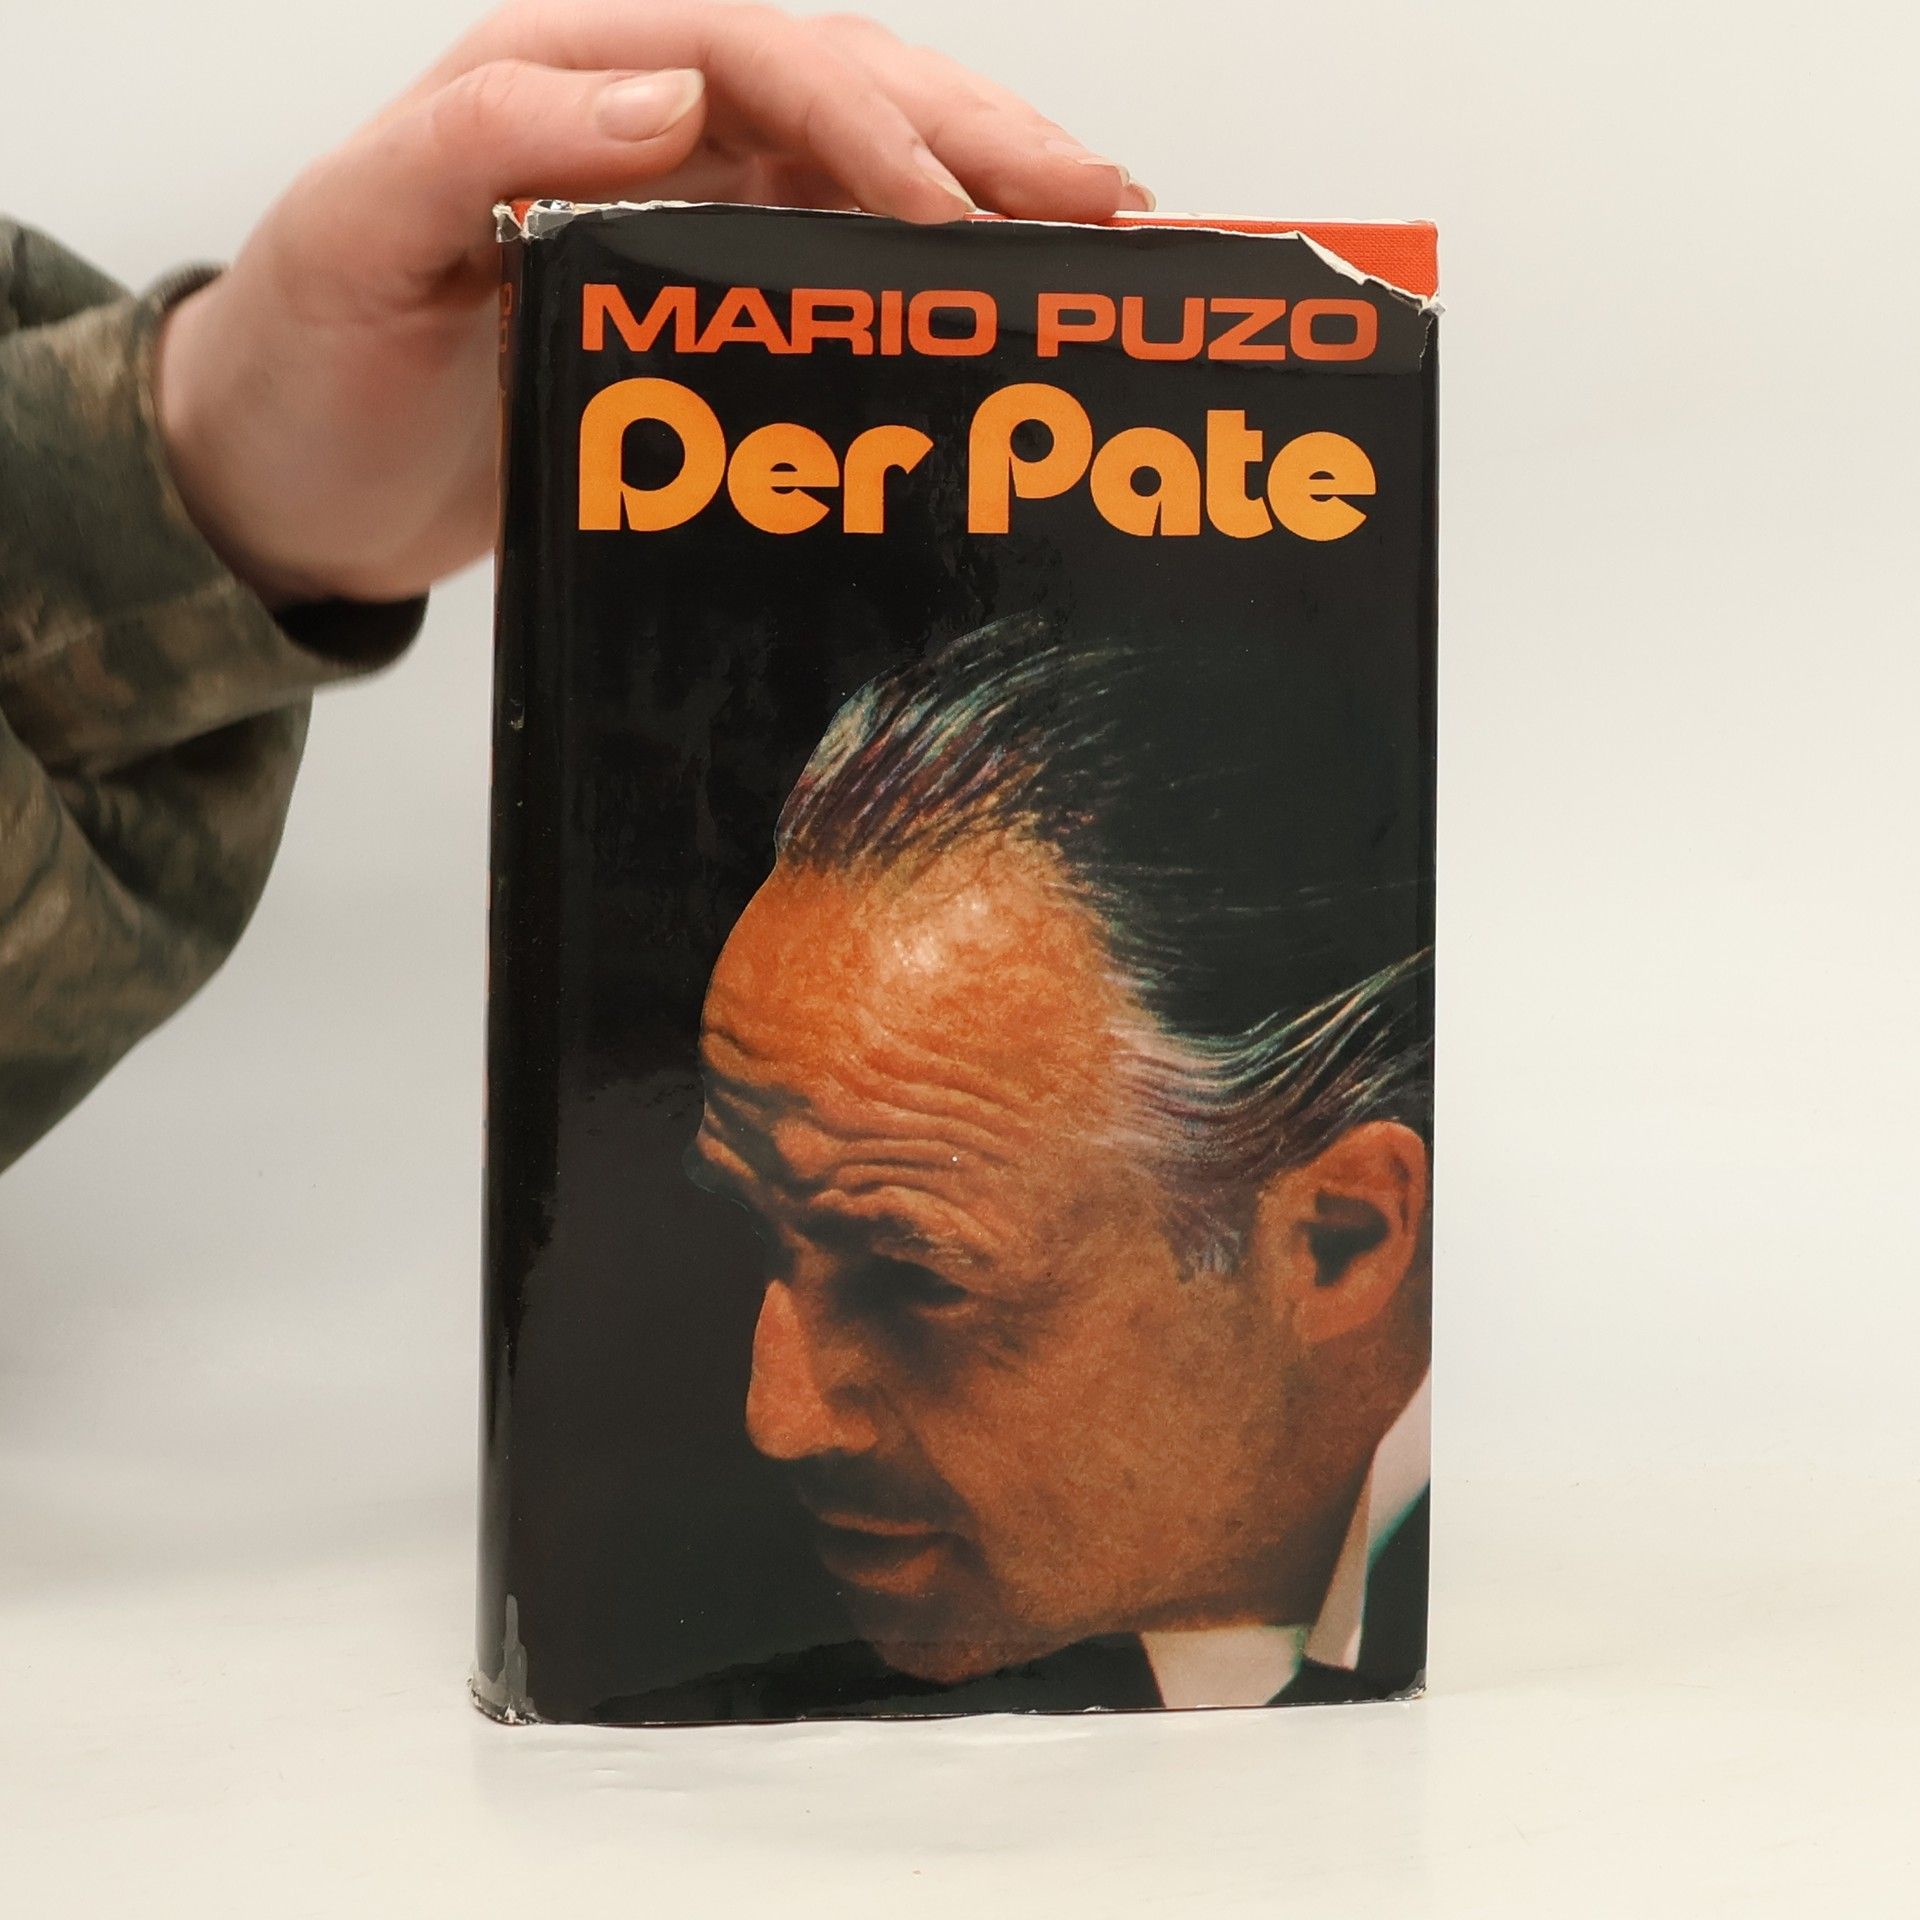 MARIO PUZO
Der Pate